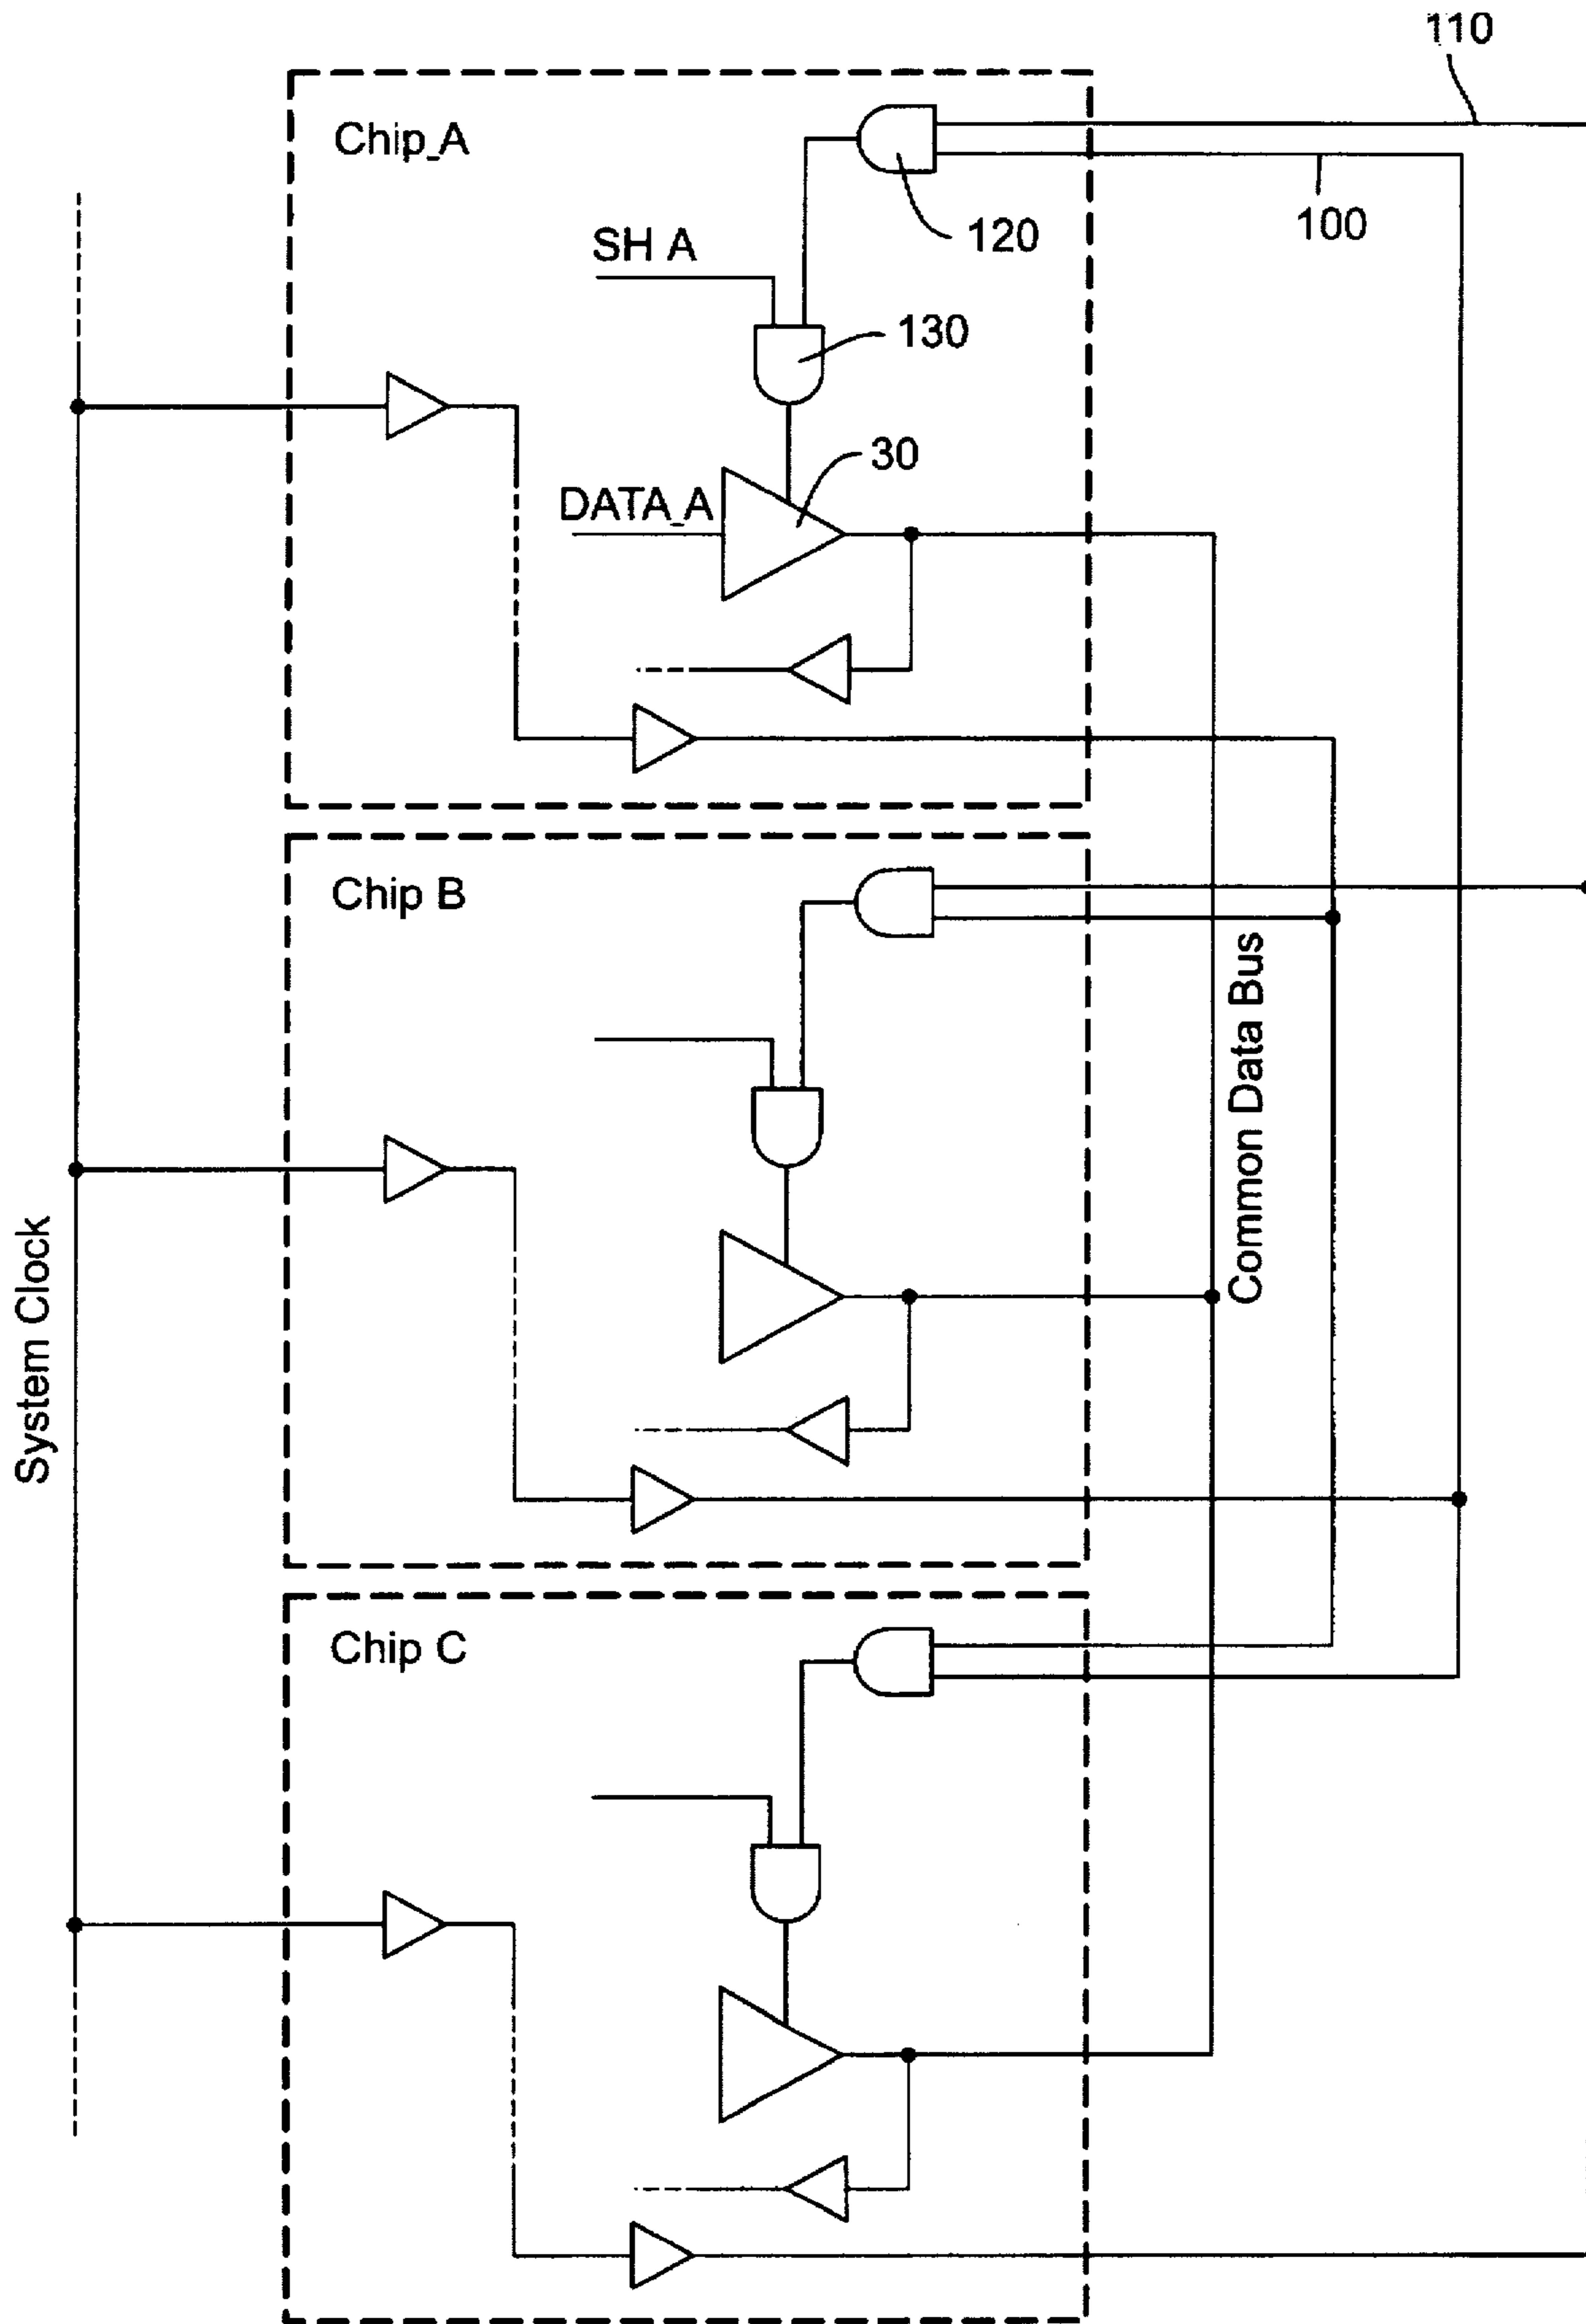 110
Chip_A
100
120
SH A
130
30
DATA_A
Chip B
Common Data Bus
System Clock
Chip C